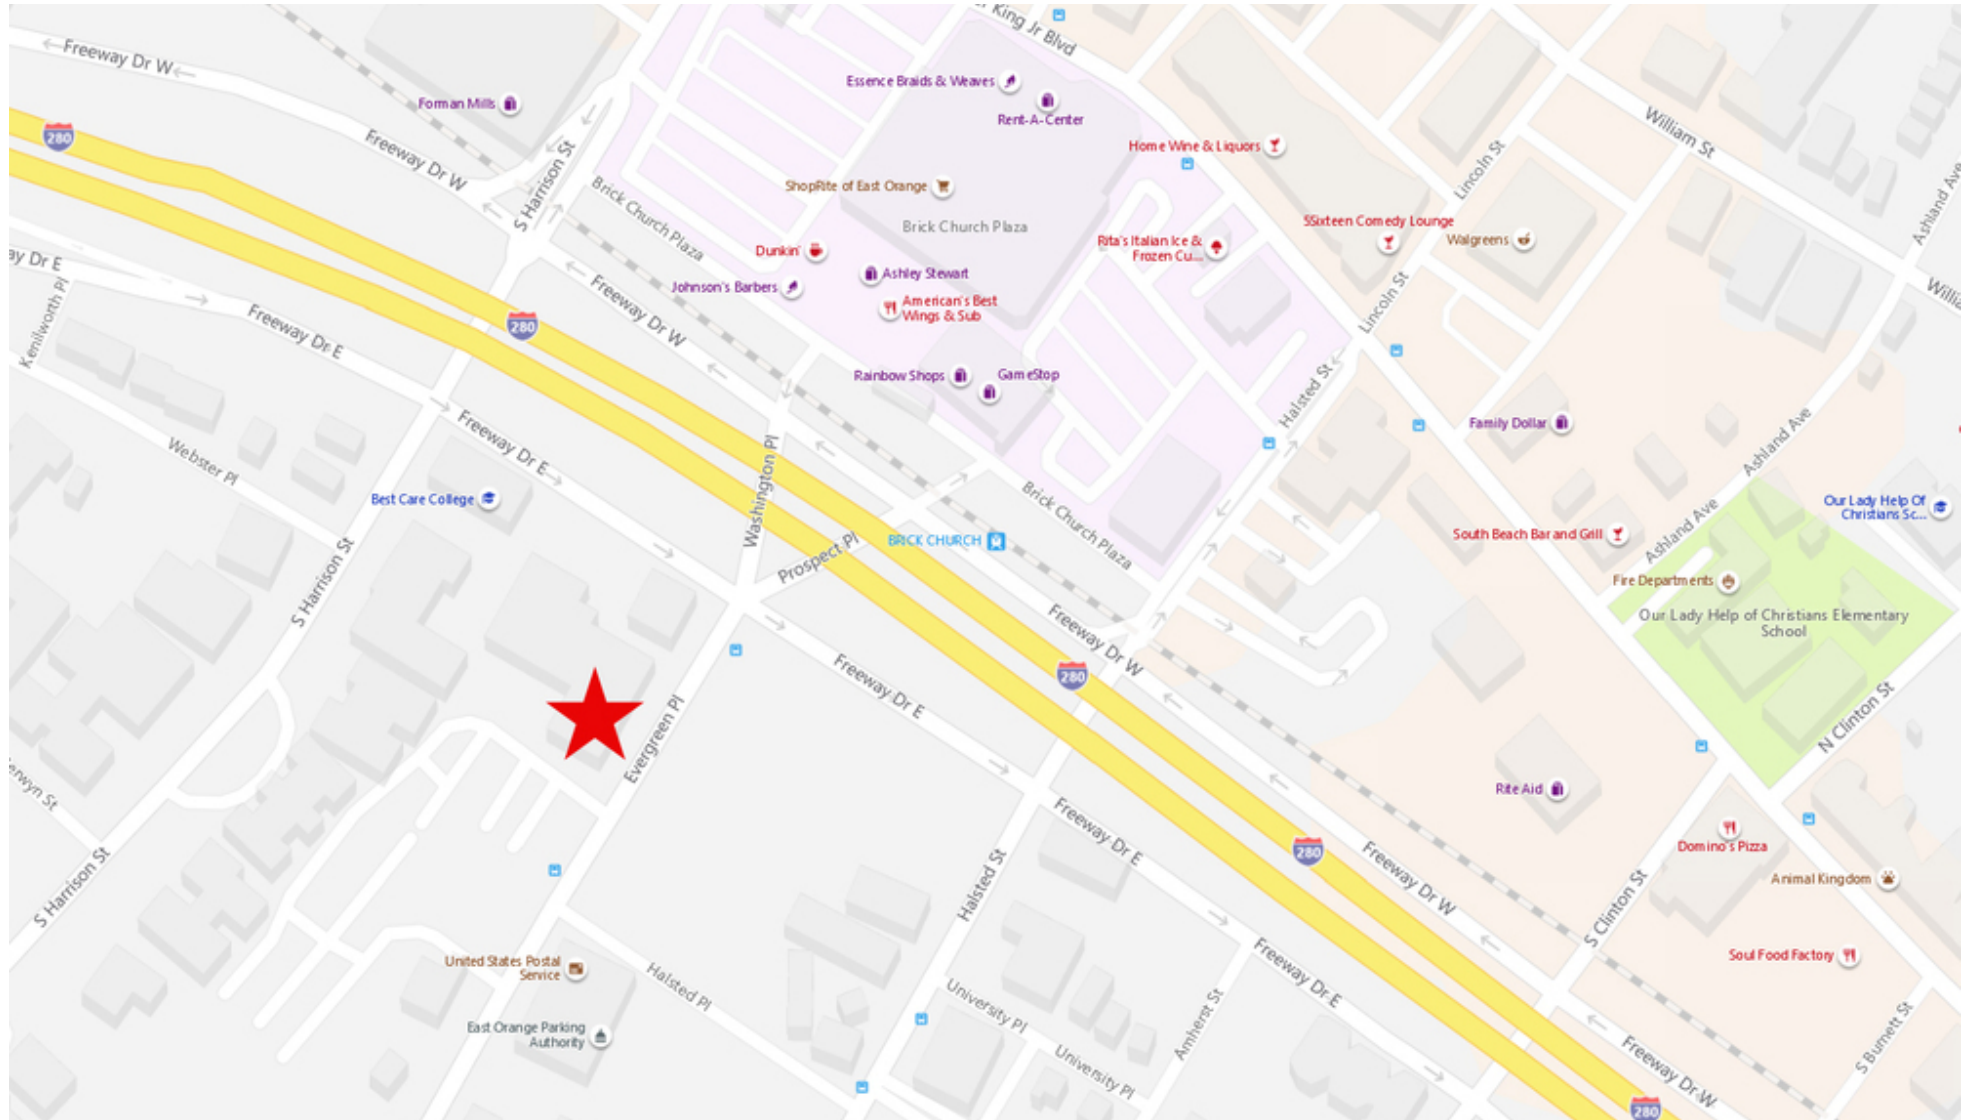 er King Jr Blvd
Freeway Dr W
Essence Braids & Weaves
Forman Mills
Rent-A-Center
280
Freeway Dr W
Home Wine & Liquors
William St
S Harrison St
Lincoln St
ShopRite of East Orange
Ashland Ave
Brick Church Plaza
Brick Church Plaza
SSixteen Comedy Lounge
Walgreens
Rita's Italian Ice &
Frozen Cu...
Dunkin'
ay Dr E
Ashley Stewart
Johnson's Barbers
American's Best
Wings & Sub
Willia
Lincoln St
Kenilworth Pl
Freeway Dr E
280
Freeway Dr W
Rainbow Shops
GameStop
Halsted St
Family Dollar
Ashland Ave
Freeway Dr E
Webster Pl
Best Care College
Washington Pl
Brick Church Plaza
Our Lady Help Of
Christians Sc...
Ashland Ave
South Beach Bar and Grill
BRICK CHURCH
Prospect Pl
S Harrison St
Fire Departments
Our Lady Help of Christians Elementary
School
Freeway Dr W
280
Freeway Dr E
N Clinton St
Evergreen Pl
erwyn St
Rite Aid
Freeway Dr E
Domino's Pizza
280
Freeway Dr W
Animal Kingdom
S Harrison St
Halsted St
S Clinton St
United States Postal
Service
Halsted Pl
Freeway Dr E
Soul Food Factory
University Pl
Amherst St
East Orange Parking
Authority
University Pl
S Burnett St
Freeway Dr W
280